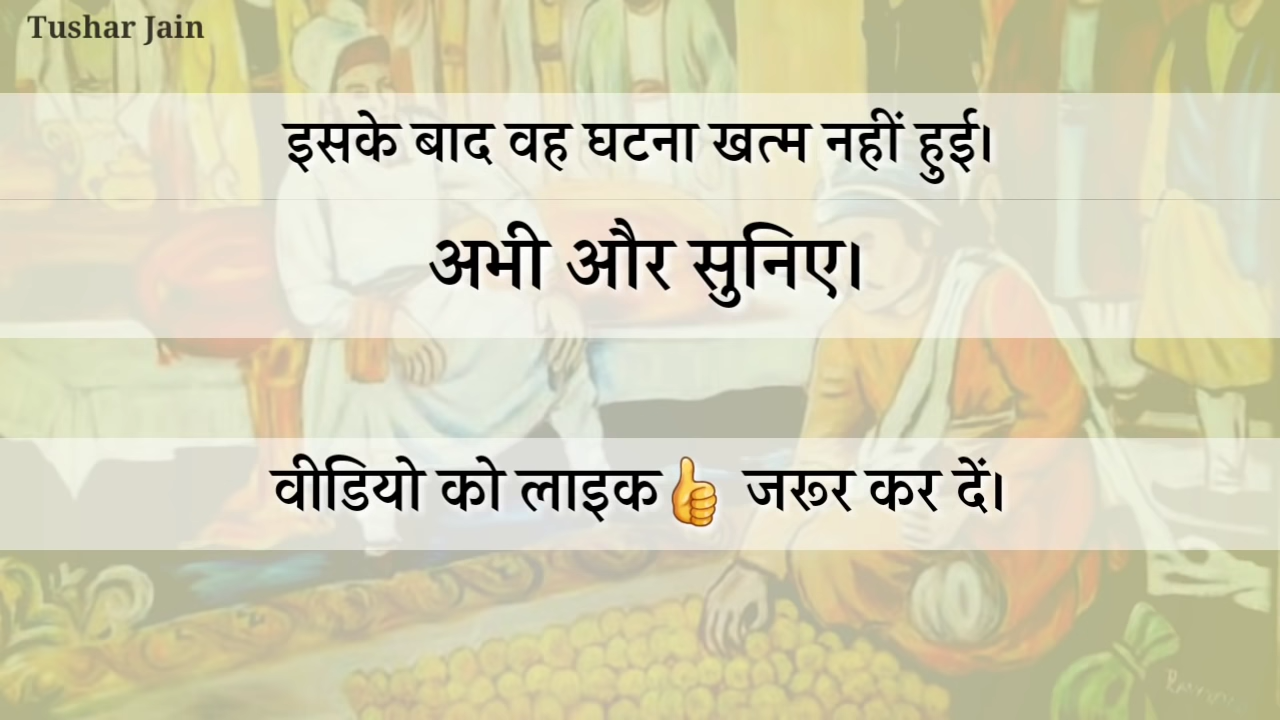 Tushar Jain
इसके बाद वह घटना खत्म नहीं हुई।
अभी और सुनिए।
वीडियो को लाइक👍 जरूर कर दें।